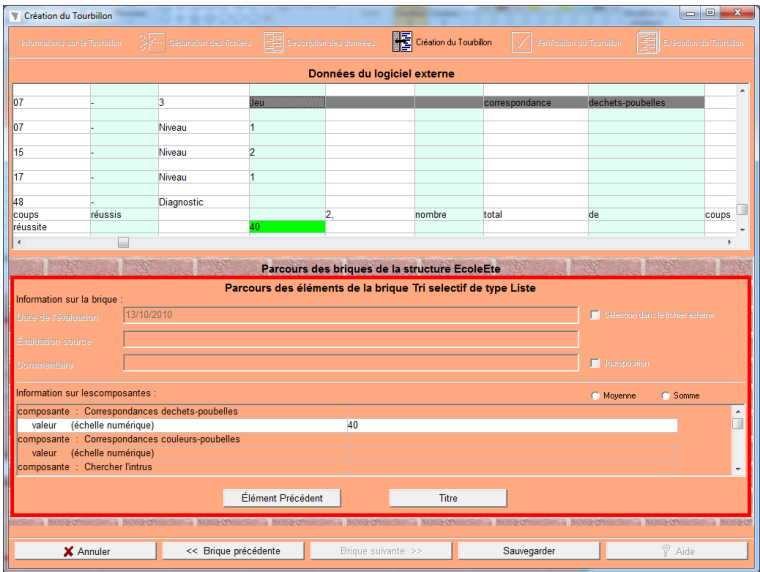 Création du Tourbillon
Informations sur le Tourbillon Séparation des fichiers Description des données Création du Tourbillon Vérification du Tourbillon Exécution du Tourbillon
Données du logiciel externe
07 - 3 Jeu correspondance dechets-poubelles
07 - Niveau 1
15 - Niveau 2
17 - Niveau 1
48 - Diagnostic
coups réussis 2, nombre total de coups
réussite 40
Parcours des briques de la structure EcoleEte
Parcours des éléments de la brique Tri selectif de type Liste
Information sur la brique :
Date de l'évaluation 13/10/2010 Sélection dans le fichier externe
Evaluation source
Commentaire Juxtaposition
Information sur lescomposantes : Moyenne Somme
composante : Correspondances dechets-poubelles
valeur (échelle numérique) 40
composante : Correspondances couleurs-poubelles
valeur (échelle numérique)
composante : Chercher l'intrus
Élément Précédent Titre
Annuler << Brique précédente Brique suivante >> Sauvegarder Aide